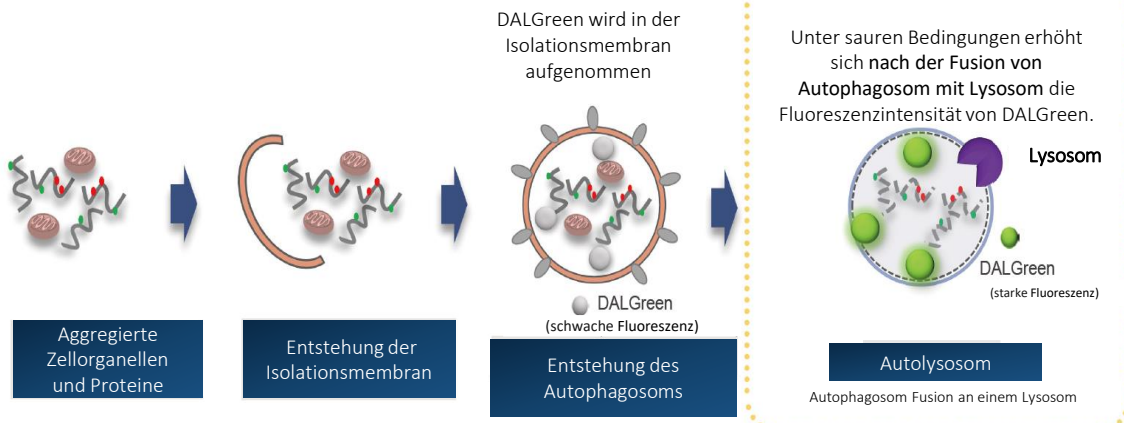 DALGreen wird in der
Isolationsmembran
aufgenommen
Unter sauren Bedingungen erhöht
sich nach der Fusion von
Autophagosom mit Lysosom die
Fluoreszenzintensität von DALGreen.
Lysosom
DALGreen
(starke Fluoreszenz)
DALGreen
(schwache Fluoreszenz)
Aggregierte
Zellorganellen
und Proteine
Entstehung der
Isolationsmembran
Entstehung des
Autophagosoms
Autolysosom
Autophagosom Fusion an einem Lysosom